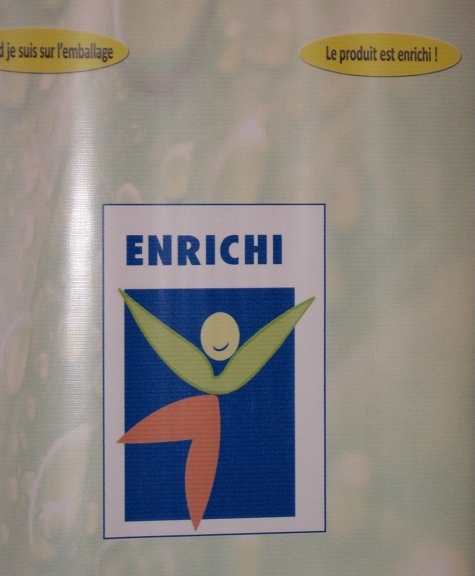 je suis sur l'emballage
Le produit est enrichi !
ENRICHI